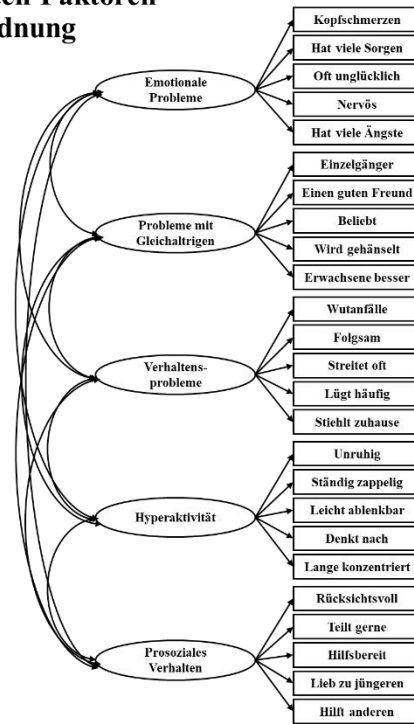 Faktoren
dnung
Emotionale
Probleme
Kopfschmerzen
Hat viele Sorgen
Oft unglücklich
Nervös
Hat viele Ängste
Probleme mit
Gleichaltrigen
Einzelgänger
Einen guten Freund
Beliebt
Wird gehänselt
Erwachsene besser
Verhaltens-
probleme
Wutanfälle
Folgsam
Streitet oft
Lügt häufig
Stiehlt zuhause
Hyperaktivität
Unruhig
Ständig zappelig
Leicht ablenkbar
Denkt nach
Lange konzentriert
Prosoziales
Verhalten
Rücksichtsvoll
Teilt gerne
Hilfsbereit
Lieb zu jüngeren
Hilft anderen